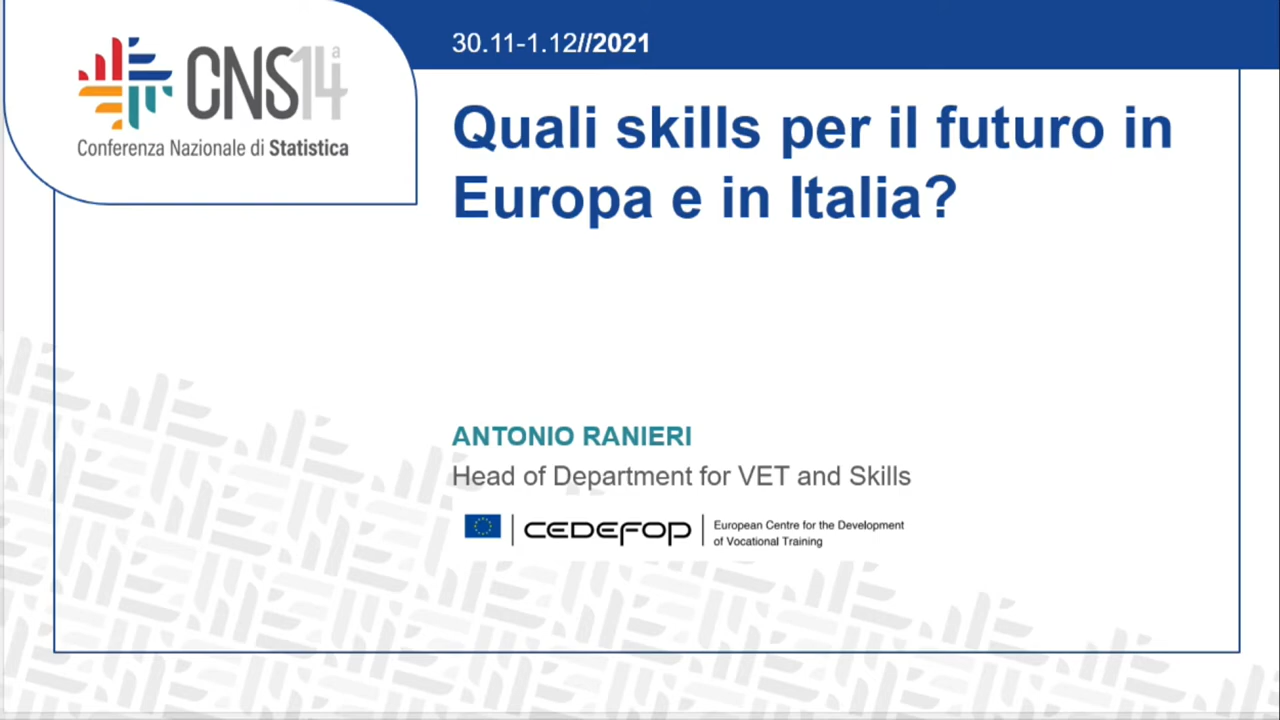 30.11-1.12//2021
CNS14ª
Conferenza Nazionale di Statistica
Quali skills per il futuro in
Europa e in Italia?
ANTONIO RANIERI
Head of Department for VET and Skills
CEDEFOP
European Centre for the Development
of Vocational Training